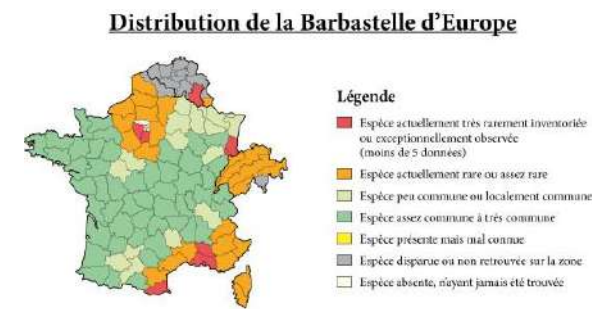 Distribution de la Barbastelle d'Europe
Légende
Espèce actuellement très rarement inventoriée
ou exceptionnellement observée
(moins de 5 données)
Espèce actuellement rare ou assez rare
Espèce peu commune ou localement commune
Espèce assez commune à très commune
Espèce présente mais mal connue
Espèce disparue ou non retrouvée sur la zone
Espèce absente, n'ayant jamais été trouvée